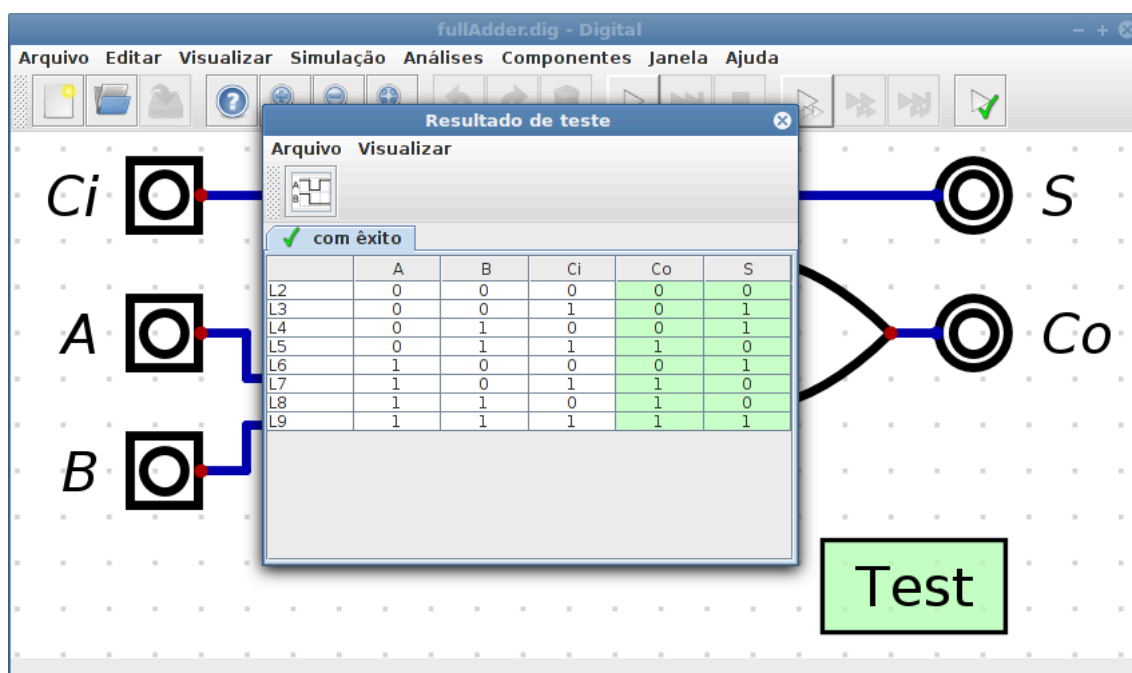 fullAdder.dig - Digital
Arquivo Editar Visualizar Simulação Análises Componentes Janela Ajuda
Resultado de teste
Arquivo Visualizar
A
B
com êxito
A B Ci Co S
L2 0 0 0 0 0
L3 0 0 1 0 1
L4 0 1 0 0 1
L5 0 1 1 1 0
L6 1 0 0 0 1
L7 1 0 1 1 0
L8 1 1 0 1 0
L9 1 1 1 1 1
Ci
A
B
S
Co
Test